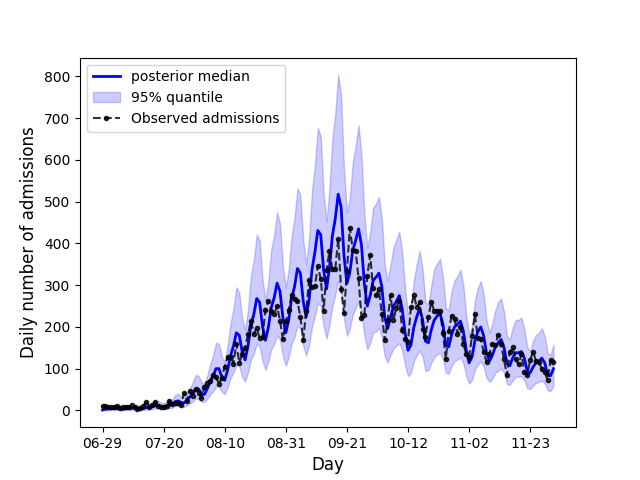 posterior median
95% quantile
Observed admissions
Daily number of admissions
800
700
600
500
400
300
200
100
0
06-29 07-20 08-10 08-31 09-21 10-12 11-02 11-23
Day